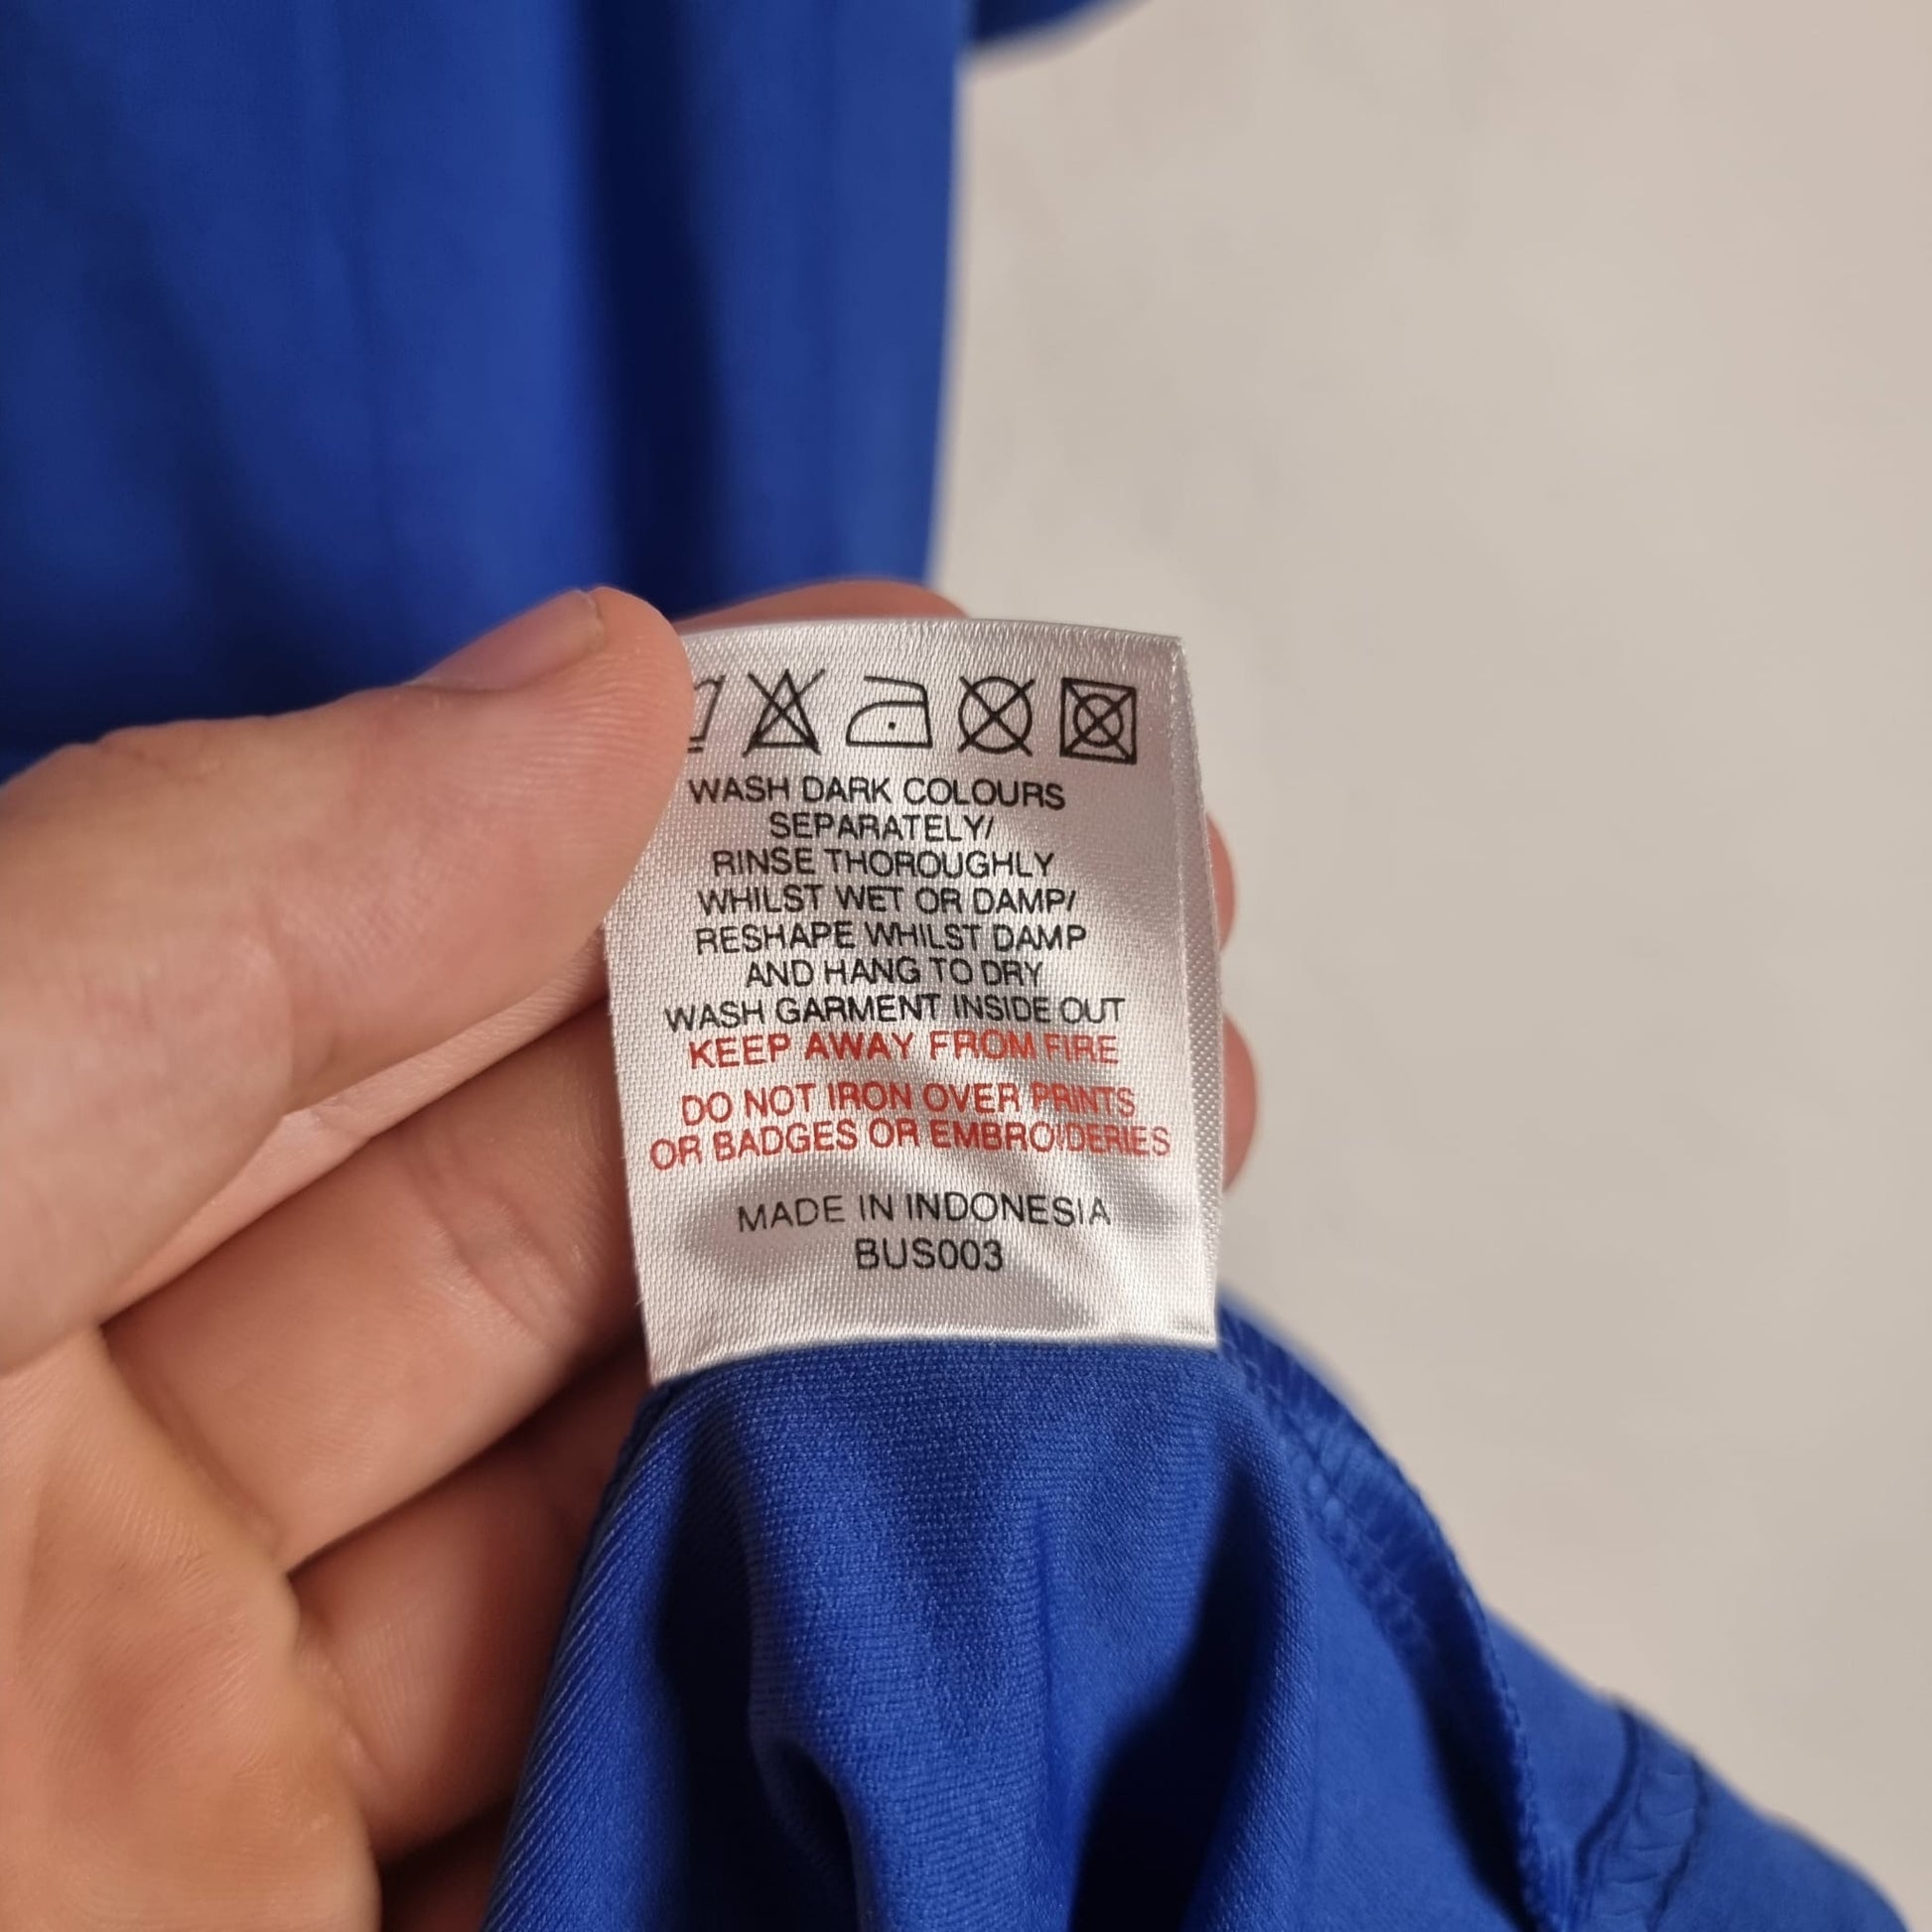 WASH DARK COLOURS
SEPARATELY/
RINSE THOROUGHLY
WHILST WET OR DAMP/
RESHAPE WHILST DAMP
AND HANG TO DRY
WASH GARMENT INSIDE OUT
KEEP AWAY FROM FIRE
DO NOT IRON OVER PRINTS
OR BADGES OR EMBROIDERIES
MADE IN INDONESIA
BUS003